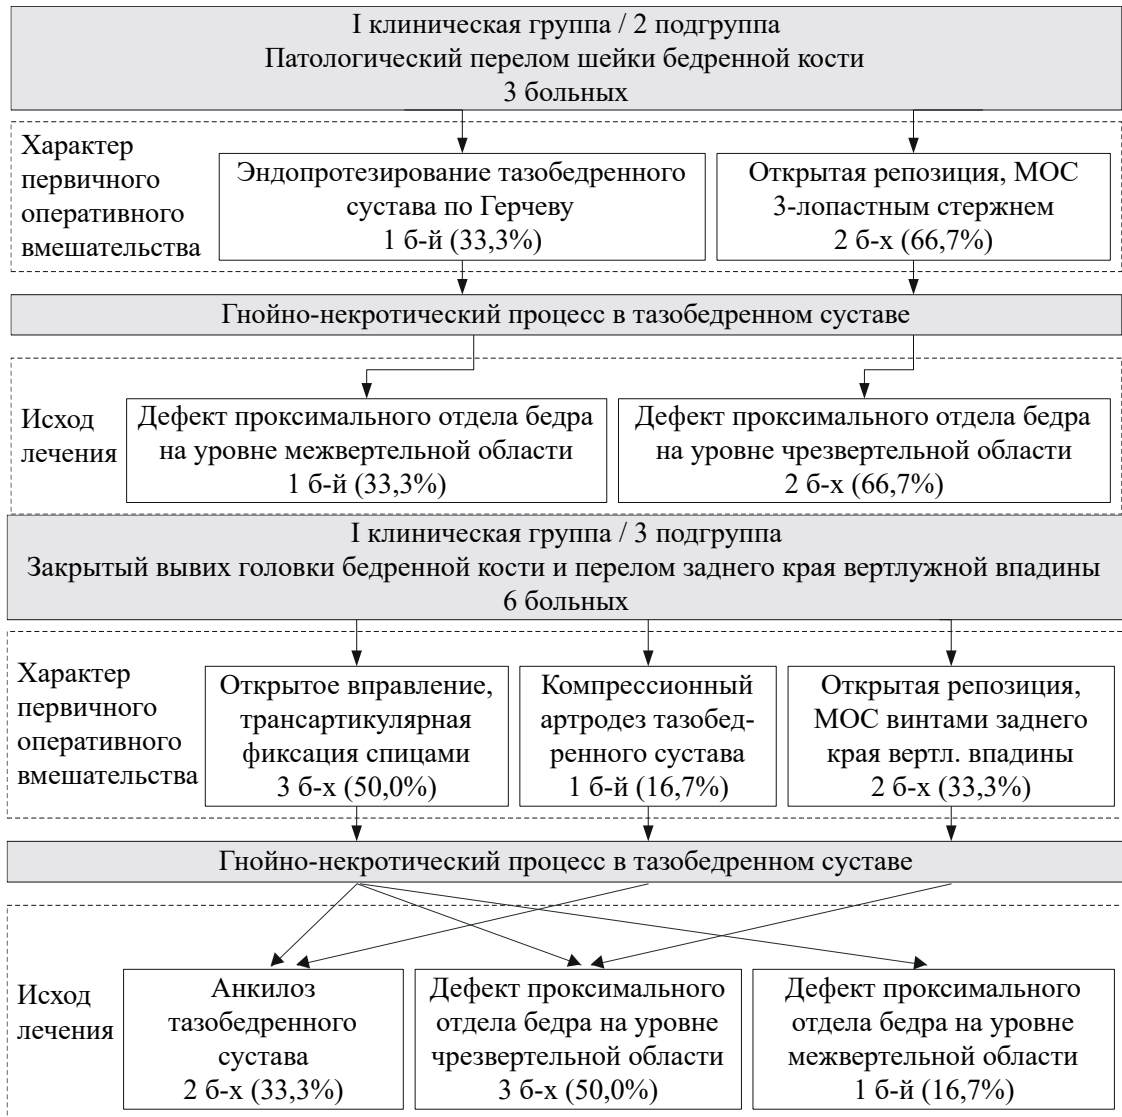 I клиническая группа / 2 подгруппа
Патологический перелом шейки бедренной кости
3 больных
Характер
первичного
оперативного
вмешательства
Эндопротезирование тазобедренного
сустава по Герчеву
1 б-й (33,3%)
Открытая репозиция, МОС
3-лопастным стержнем
2 б-х (66,7%)
Гнойно-некротический процесс в тазобедренном суставе
Исход
лечения
Дефект проксимального отдела бедра
на уровне межвертельной области
1 б-й (33,3%)
Дефект проксимального отдела бедра
на уровне чрезвертельной области
2 б-х (66,7%)
I клиническая группа / 3 подгруппа
Закрытый вывих головки бедренной кости и перелом заднего края вертлужной впадины
6 больных
Характер
первичного
оперативного
вмешательства
Открытое вправление,
трансартикулярная
фиксация спицами
3 б-х (50,0%)
Компрессионный
артродез тазобед-
ренного сустава
1 б-й (16,7%)
Открытая репозиция,
МОС винтами заднего
края вертл. впадины
2 б-х (33,3%)
Гнойно-некротический процесс в тазобедренном суставе
Исход
лечения
Анкилоз
тазобедренного
сустава
2 б-х (33,3%)
Дефект проксимального
отдела бедра на уровне
чрезвертельной области
3 б-х (50,0%)
Дефект проксимального
отдела бедра на уровне
межвертельной области
1 б-й (16,7%)